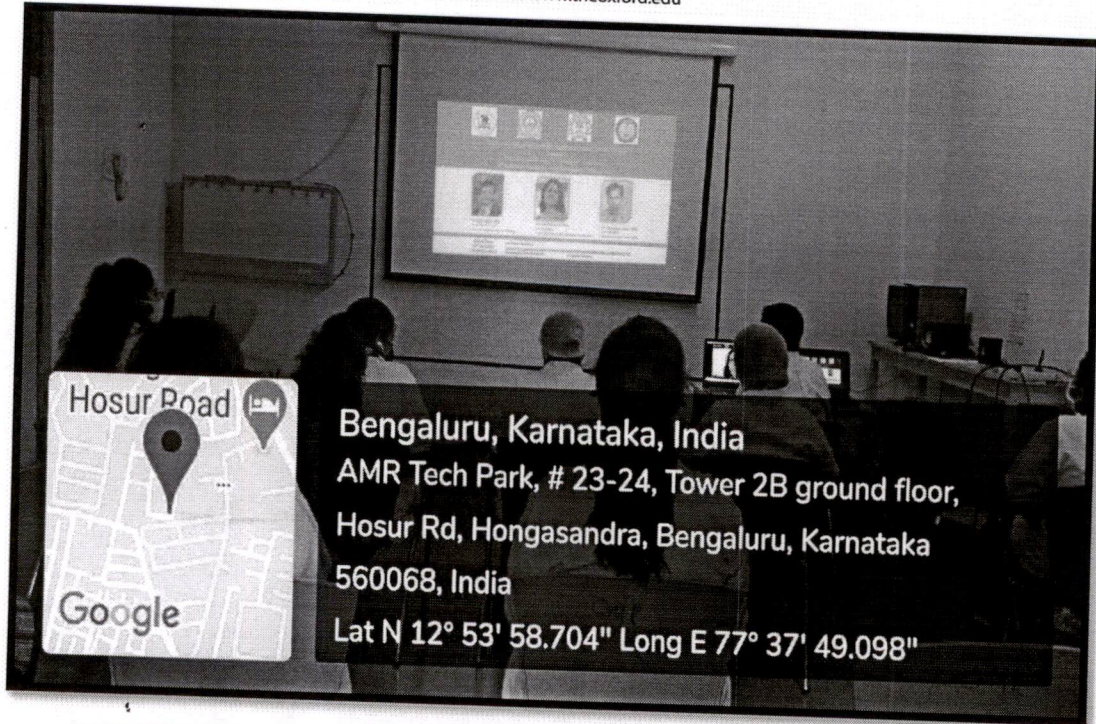 Hosur Road
Google
Bengaluru, Karnataka, India
AMR Tech Park, # 23-24, Tower 2B ground floor,
Hosur Rd, Hongasandra, Bengaluru, Karnataka
560068, India
Lat N 12° 53' 58.704" Long E 77° 37' 49.098"